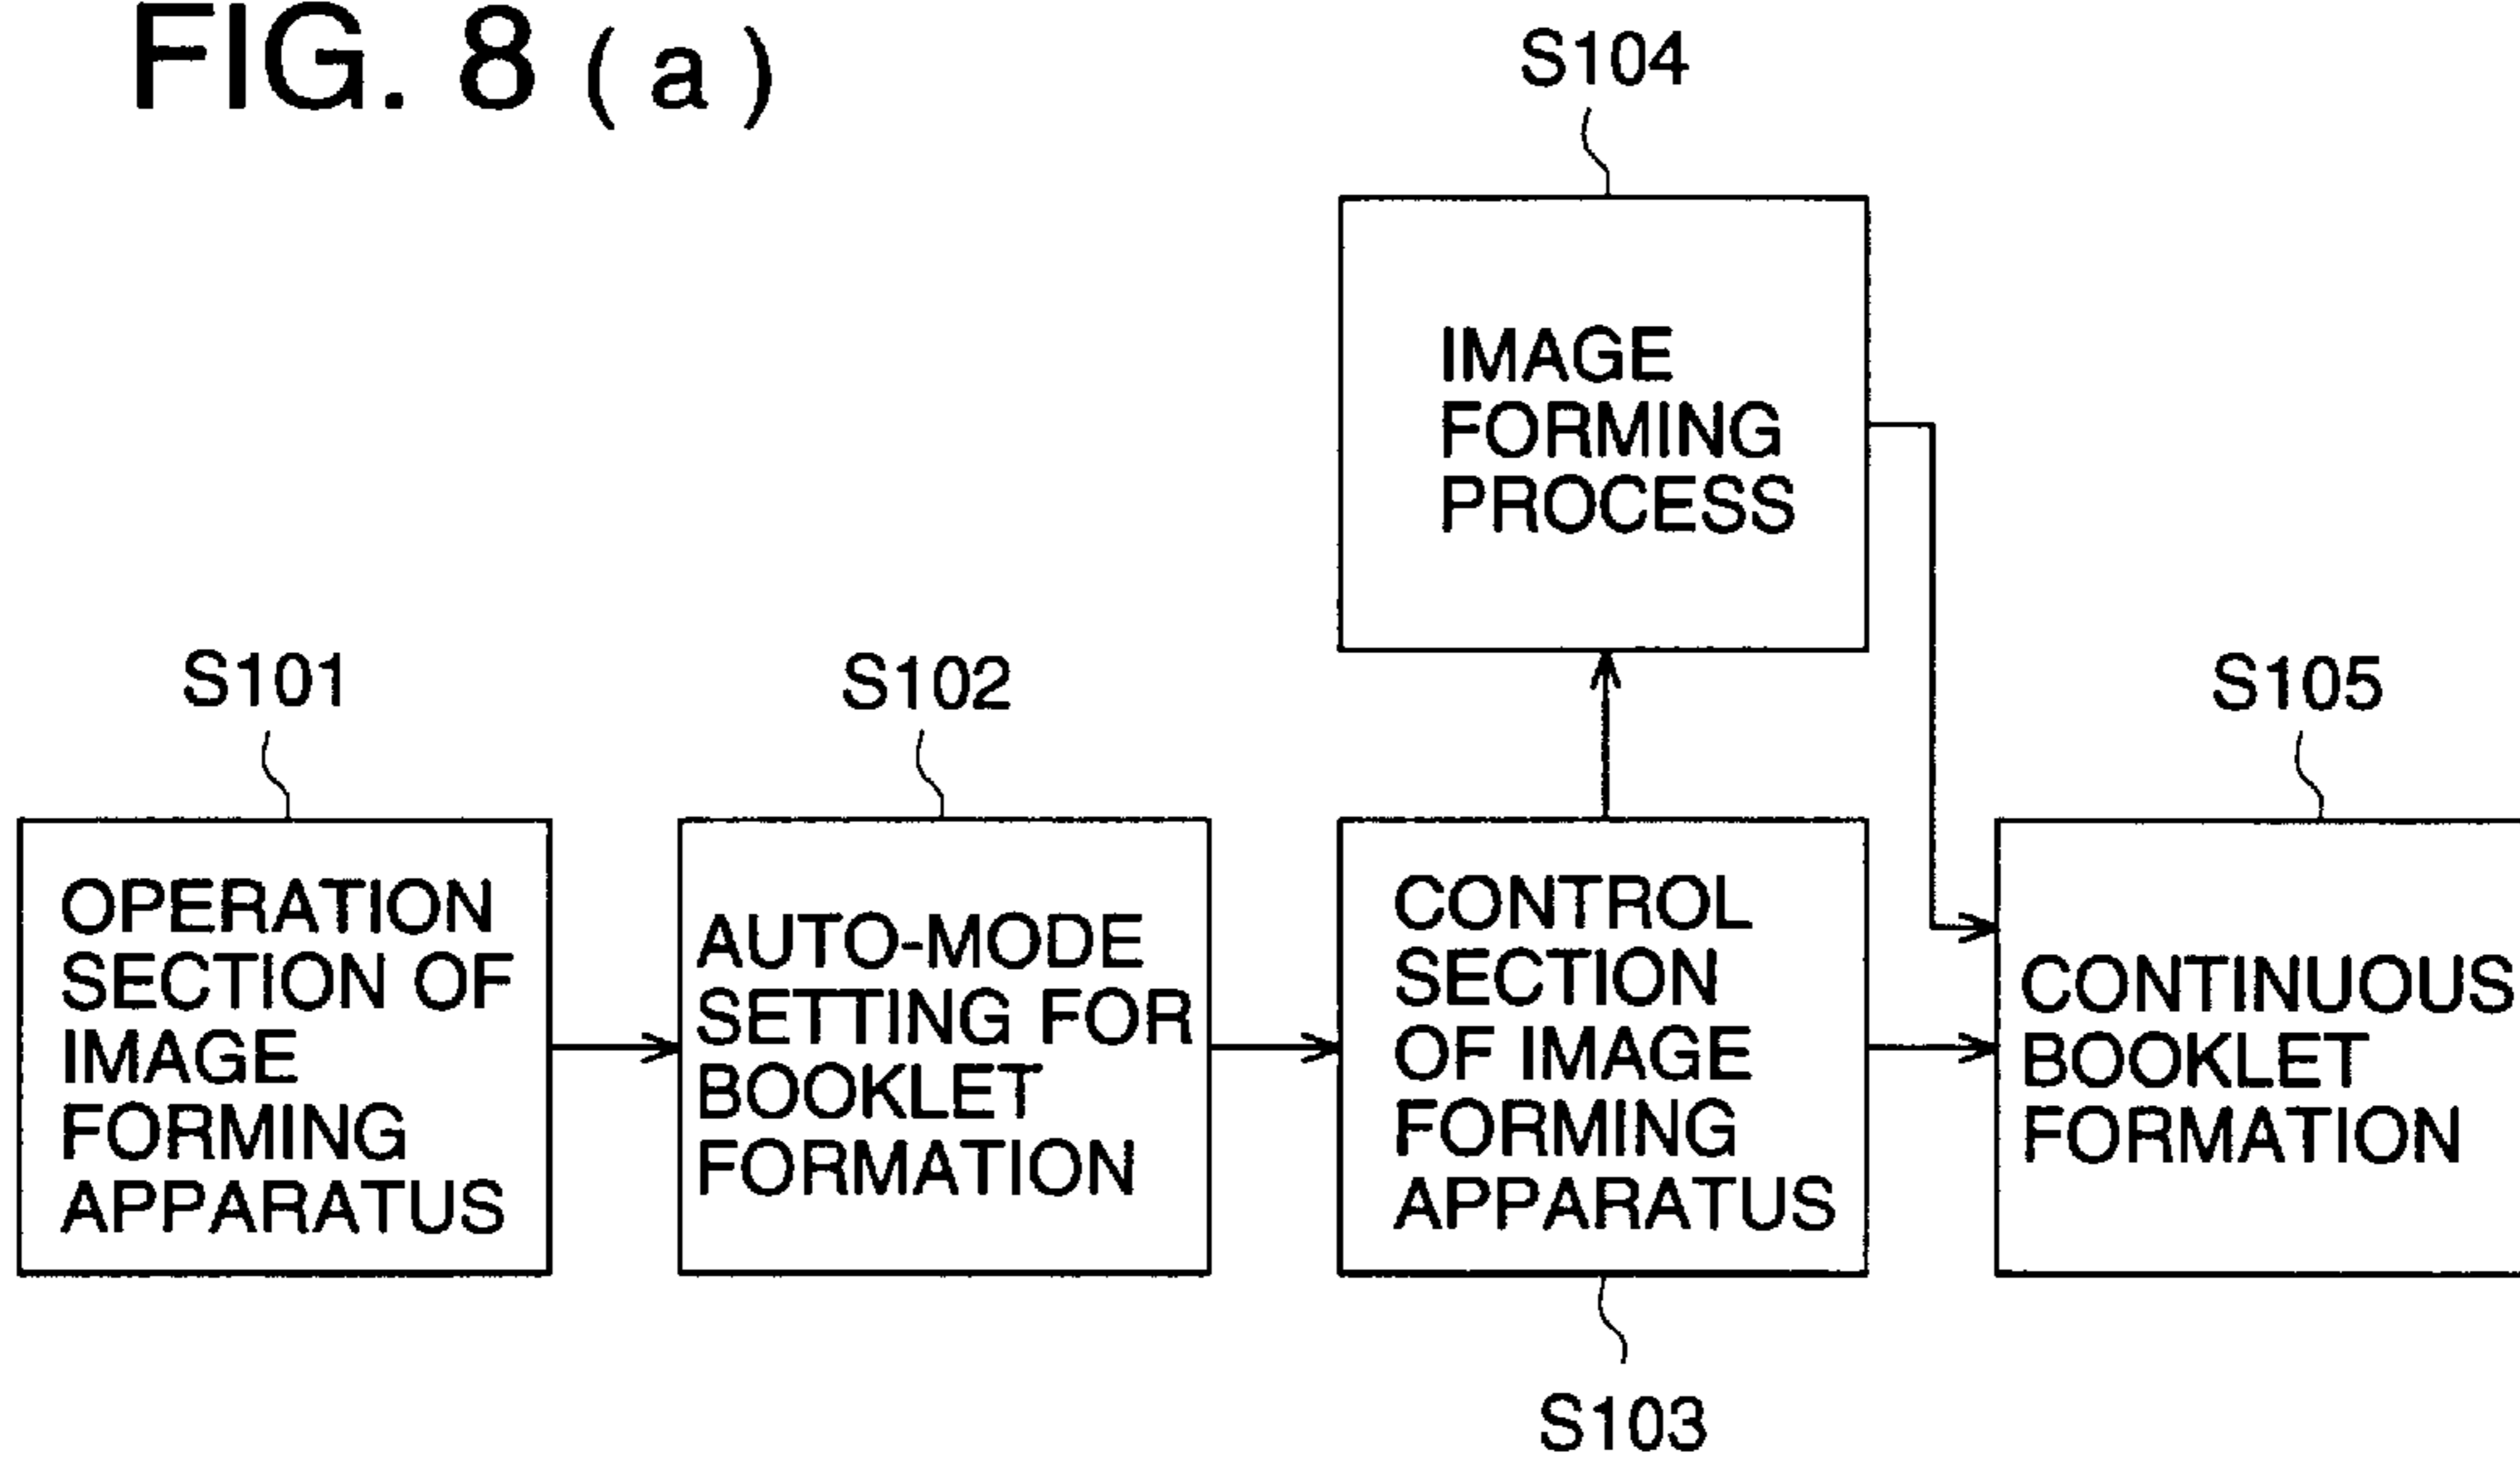 FIG. 8 (a)
S104
IMAGE
FORMING
PROCESS
S101
OPERATION
SECTION OF
IMAGE
FORMING
APPARATUS
S102
AUTO-MODE
SETTING FOR
BOOKLET
FORMATION
CONTROL
SECTION
OF IMAGE
FORMING
APPARATUS
S103
S105
CONTINUOUS
BOOKLET
FORMATION